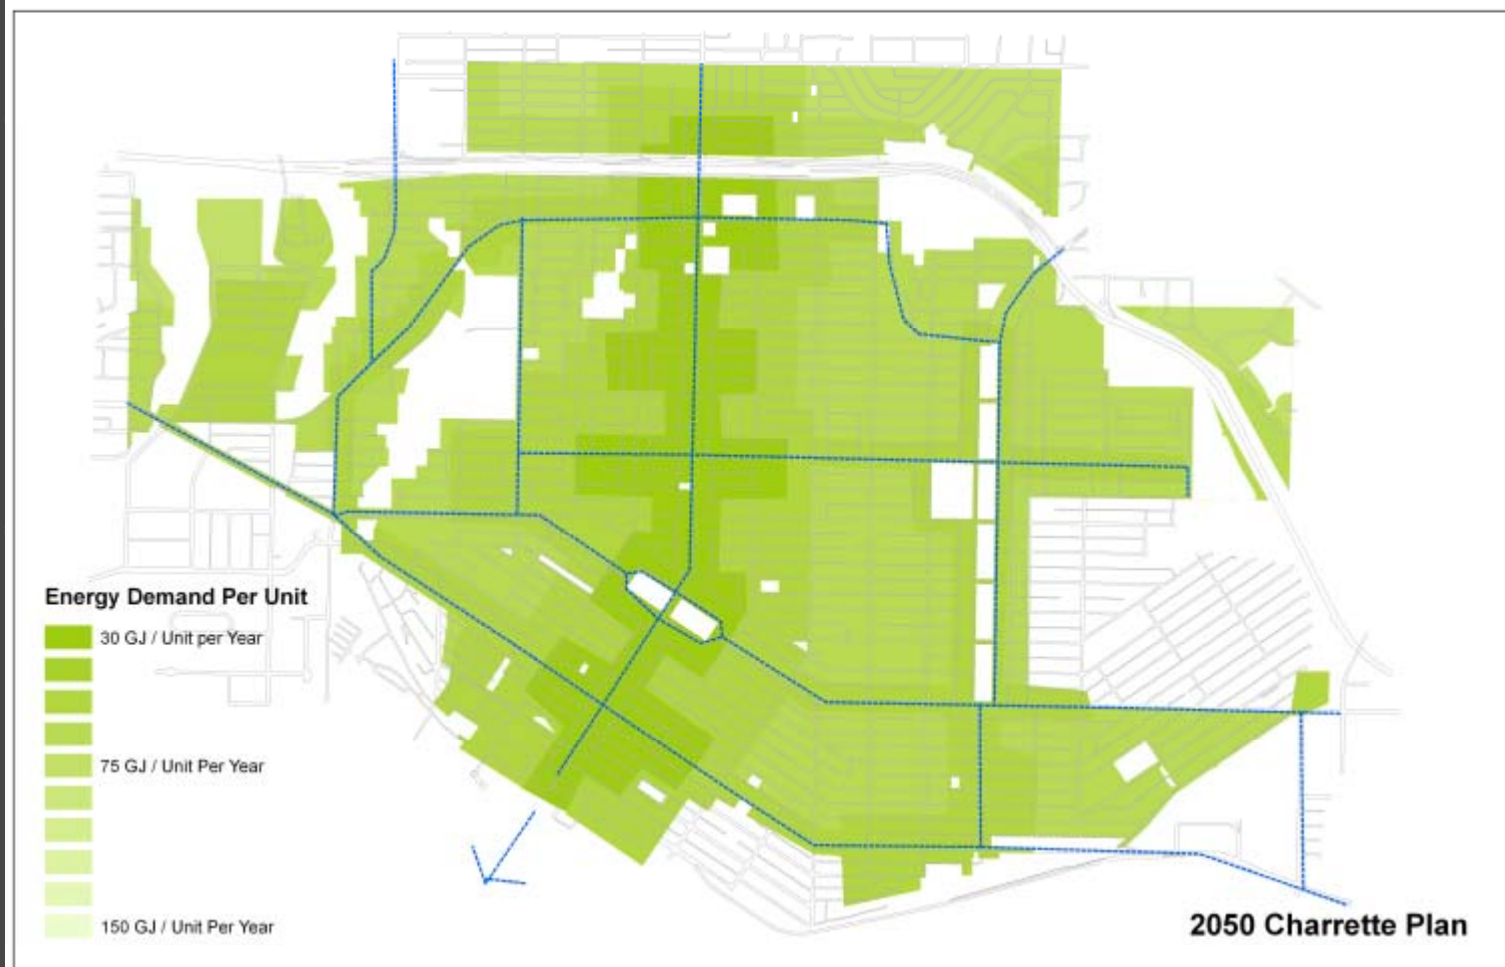 Energy Demand Per Unit
30 GJ / Unit per Year
75 GJ / Unit Per Year
150 GJ / Unit Per Year
2050 Charrette Plan